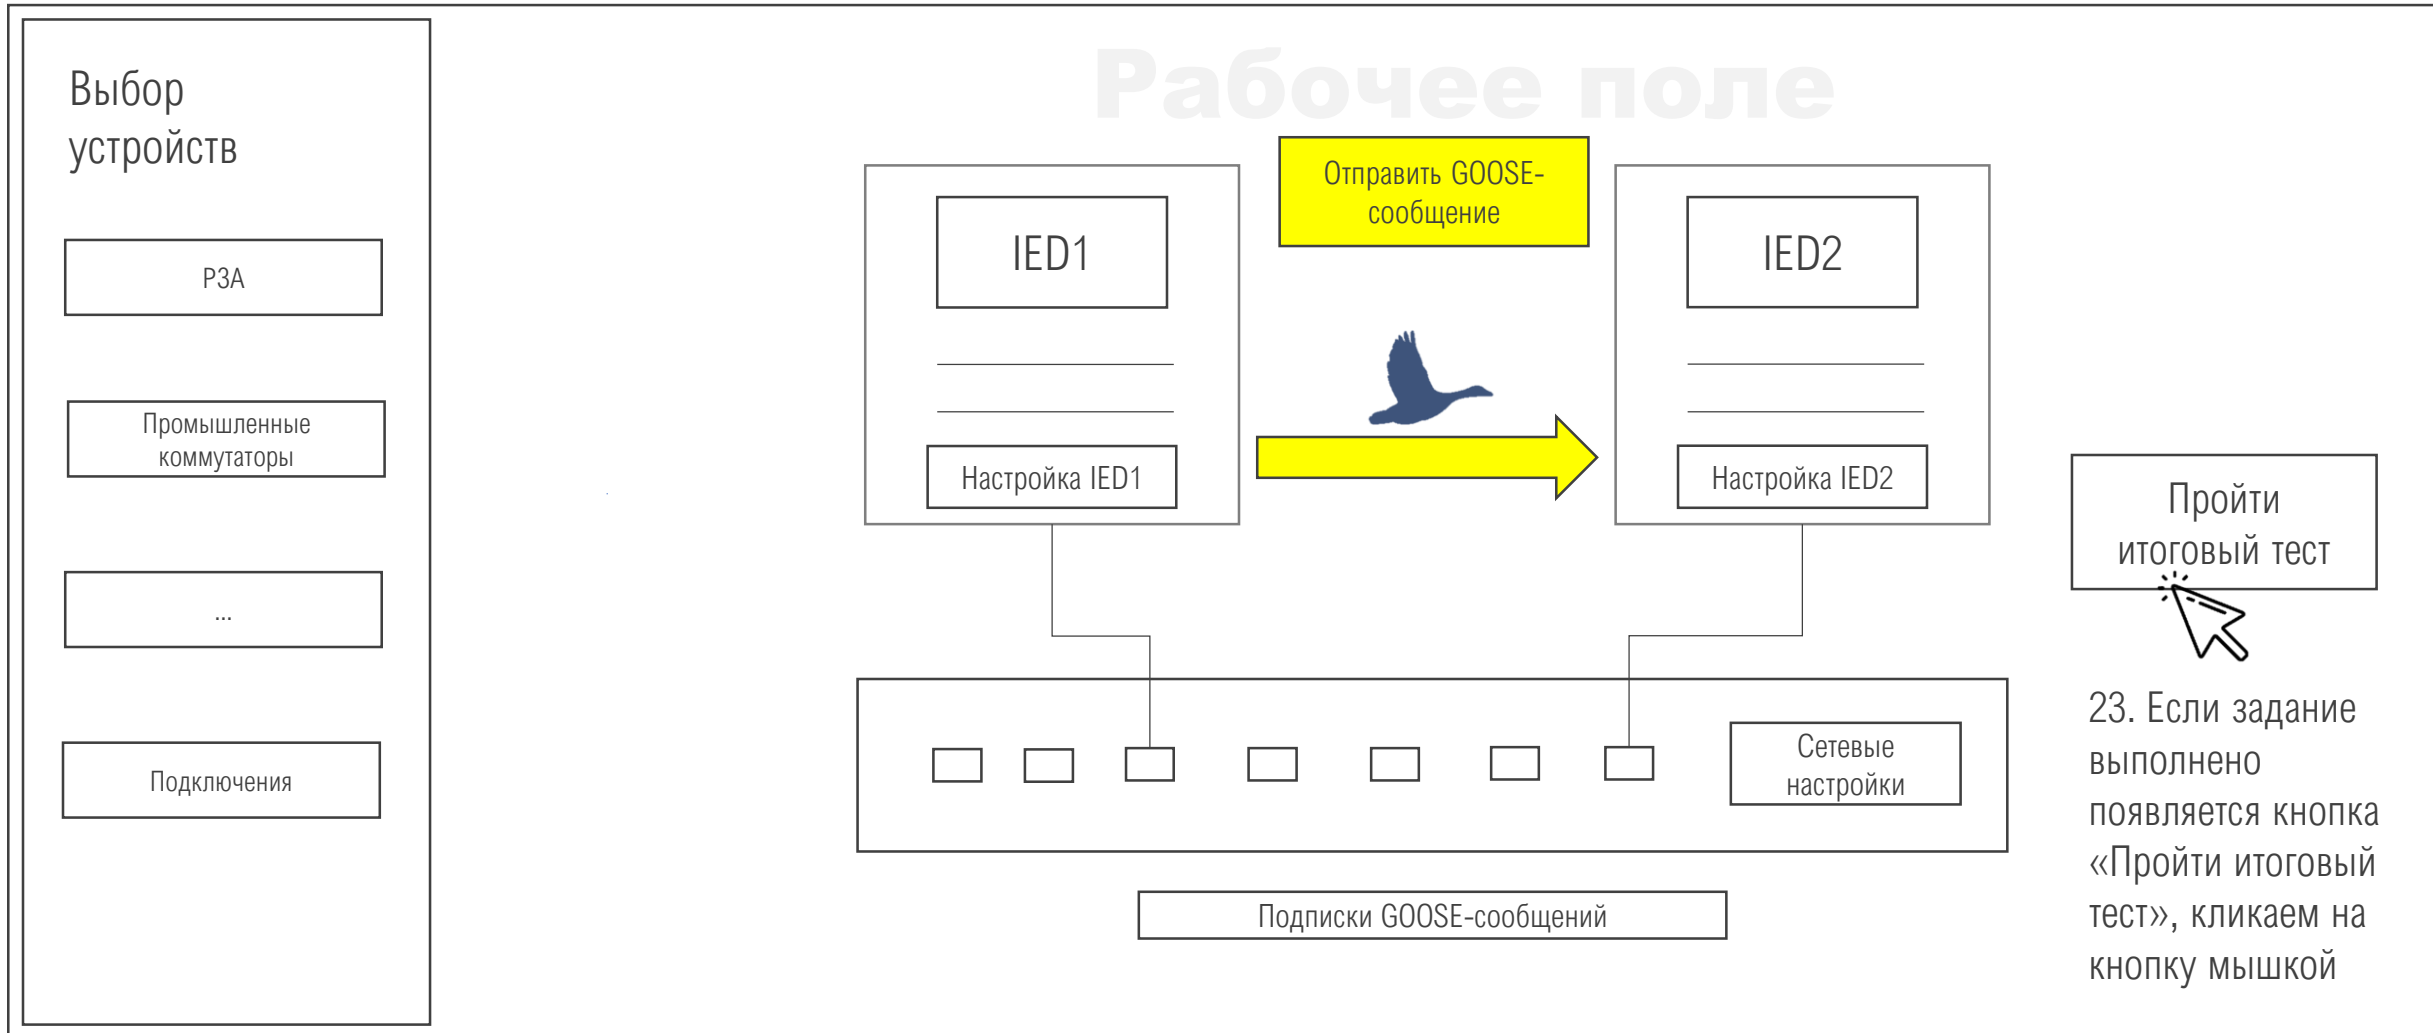 Рабочее поле
Выбор
устройств
РЗА
Промышленные
коммутаторы
...
Подключения
IED1
Настройка IED1
Отправить GOOSE-
сообщение
IED2
Настройка IED2
Сетевые
настройки
Подписки GOOSE-сообщений
Пройти
итоговый тест
23. Если задание
выполнено
появляется кнопка
«Пройти итоговый
тест», кликаем на
кнопку мышкой